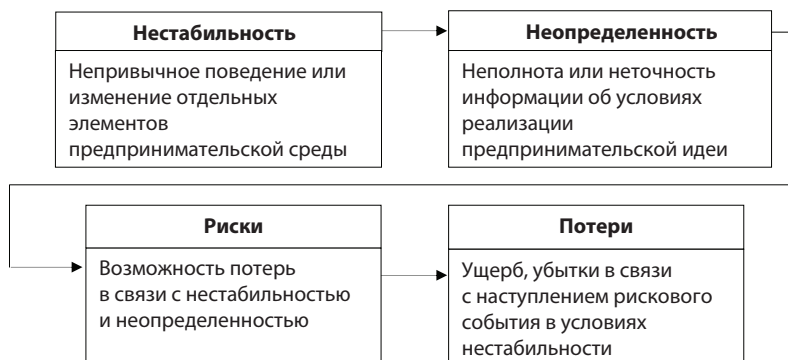 Нестабильность
Непривычное поведение или
изменение отдельных
элементов
предпринимательской среды
Неопределенность
Неполнота или неточность
информации об условиях
реализации
предпринимательской идеи
Риски
Возможность потерь
в связи с нестабильностью
и неопределенностью
Потери
Ущерб, убытки в связи
с наступлением рискового
события в условиях
нестабильности